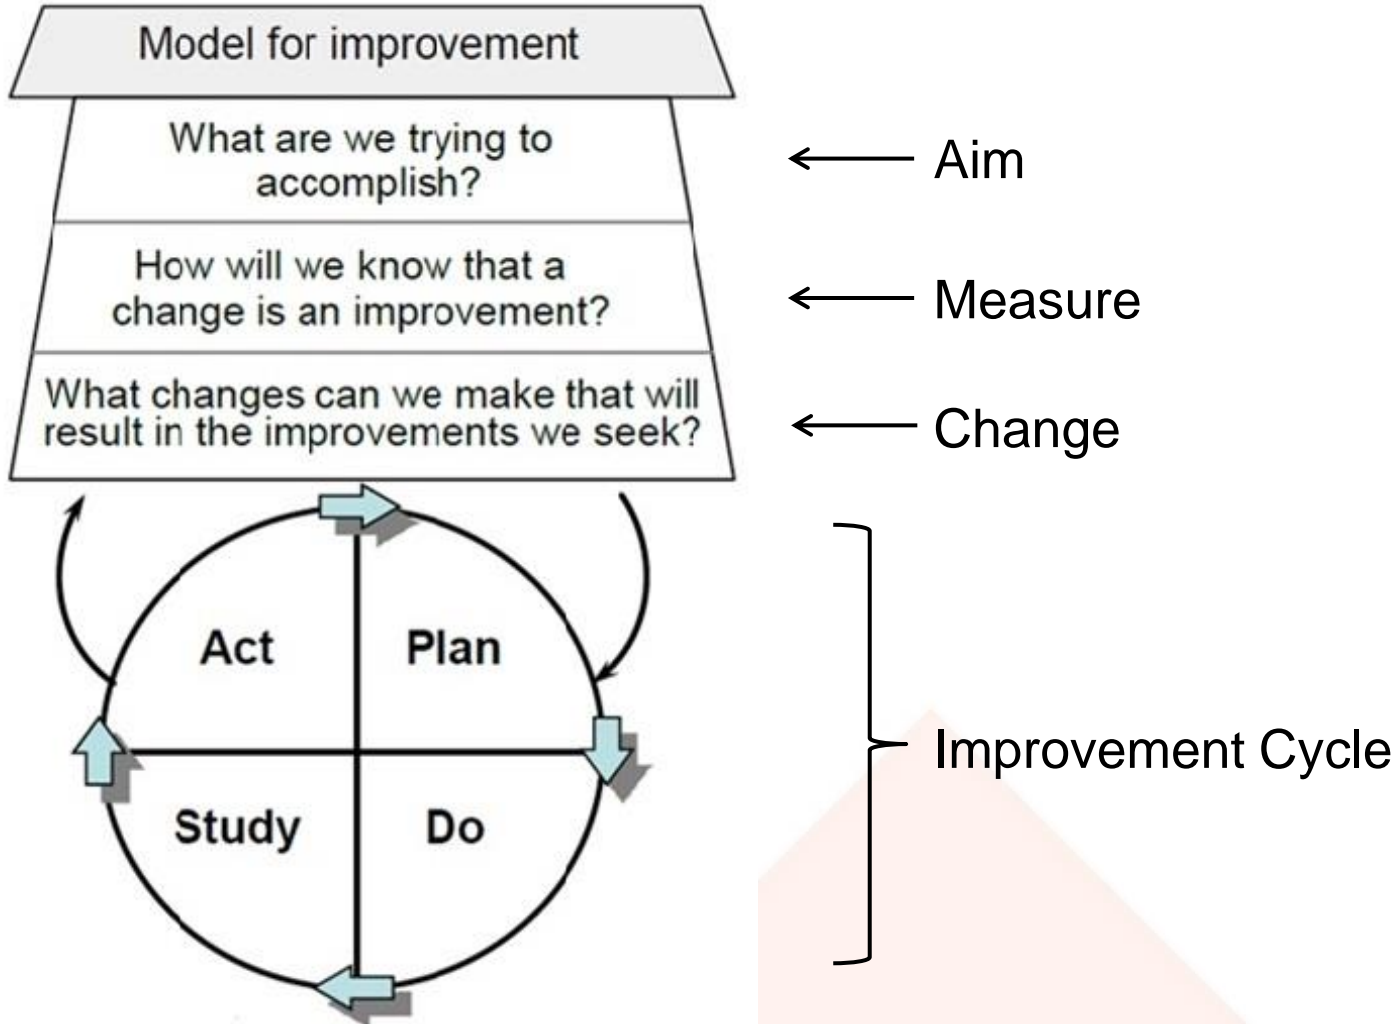 Model for improvement
What are we trying to
accomplish?
Aim
How will we know that a
change is an improvement?
Measure
What changes can we make that will
result in the improvements we seek?
Change
Act
Plan
Study
Do
Improvement Cycle